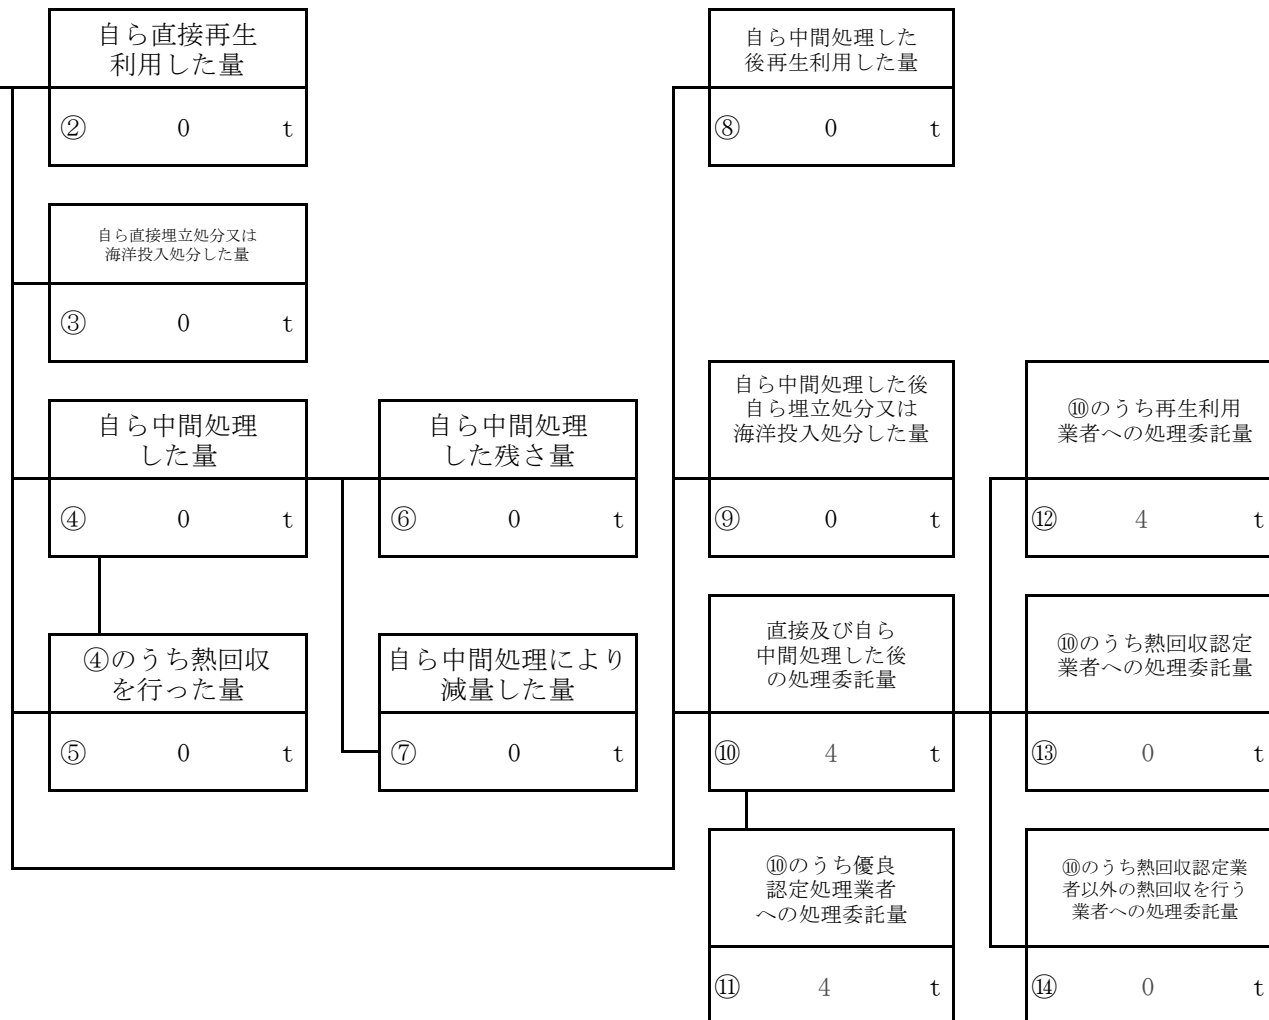 自ら直接再生
利用した量
② 0 t
自ら直接埋立処分又は
海洋投入処分した量
③ 0 t
自ら中間処理
した量
④ 0 t
④のうち熱回収
を行った量
⑤ 0 t
自ら中間処理
した残さ量
⑥ 0 t
自ら中間処理により
減量した量
⑦ 0 t
自ら中間処理した
後再生利用した量
⑧ 0 t
自ら中間処理した後
自ら埋立処分又は
海洋投入処分した量
⑨ 0 t
直接及び自ら
中間処理した後
の処理委託量
⑩ 4 t
⑩のうち優良
認定処理業者
への処理委託量
⑪ 4 t
⑩のうち再生利用
業者への処理委託量
⑫ 4 t
⑩のうち熱回収認定
業者への処理委託量
⑬ 0 t
⑩のうち熱回収認定業
者以外の熱回収を行う
業者への処理委託量
⑭ 0 t